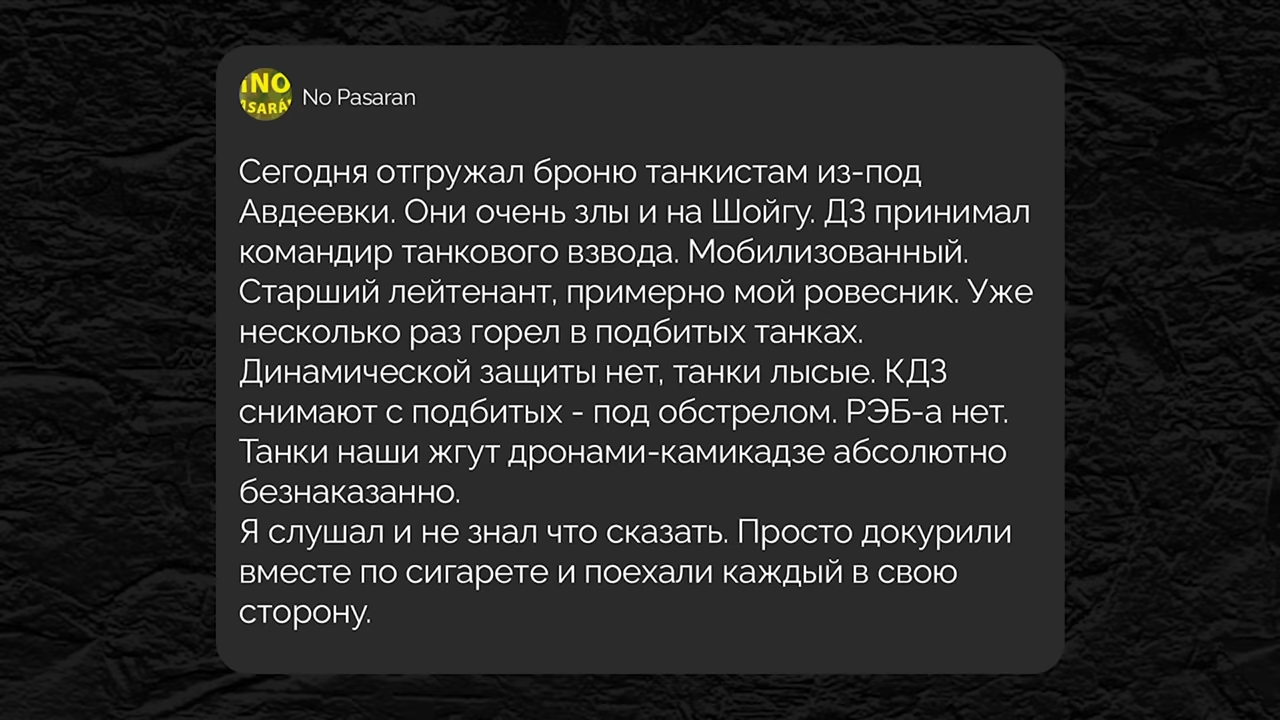 ¡NO
PASARÁN
No Pasaran
Сегодня отгружал броню танкистам из-под
Авдеевки. Они очень злы и на Шойгу. ДЗ принимал
командир танкового взвода. Мобилизованный.
Старший лейтенант, примерно мой ровесник. Уже
несколько раз горел в подбитых танках.
Динамической защиты нет, танки лысые. КДЗ
снимают с подбитых - под обстрелом. РЭБ-а нет.
Танки наши жгут дронами-камикадзе абсолютно
безнаказанно.
Я слушал и не знал что сказать. Просто докурили
вместе по сигарете и поехали каждый в свою
сторону.